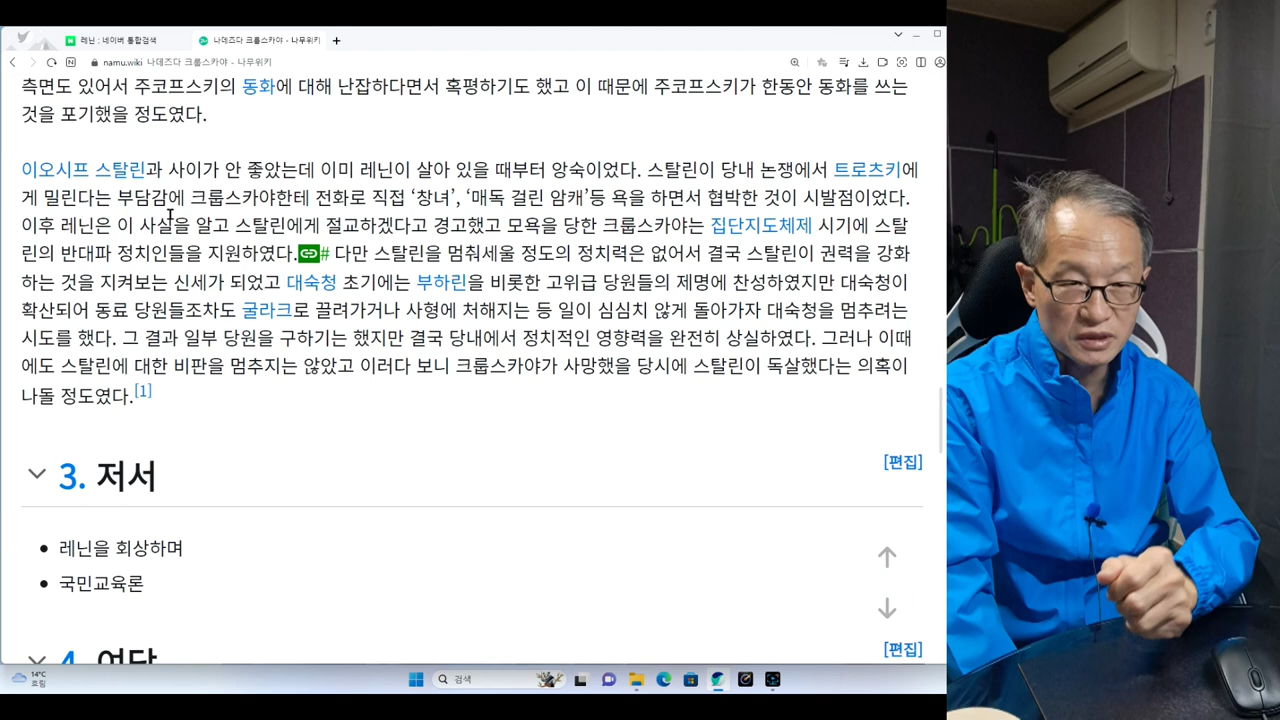 레닌 : 네이버 통합검색
나데즈다 크룹스카야 - 나무위키
namu.wiki 나데즈다 크룹스카야 - 나무위키
측면도 있어서 주코프스키의 동화에 대해 난잡하다면서 혹평하기도 했고 이 때문에 주코프스키가 한동안 동화를 쓰는
것을 포기했을 정도였다.
이오시프 스탈린과 사이가 안 좋았는데 이미 레닌이 살아 있을 때부터 앙숙이었다. 스탈린이 당내 논쟁에서 트로츠키에
게 밀린다는 부담감에 크룹스카야한테 전화로 직접 ‘창녀’, ‘매독 걸린 암캐’등 욕을 하면서 협박한 것이 시발점이었다.
이후 레닌은 이 사실을 알고 스탈린에게 절교하겠다고 경고했고 모욕을 당한 크룹스카야는 집단지도체제 시기에 스탈
린의 반대파 정치인들을 지원하였다.# 다만 스탈린을 멈춰세울 정도의 정치력은 없어서 결국 스탈린이 권력을 강화
하는 것을 지켜보는 신세가 되었고 대숙청 초기에는 부하린을 비롯한 고위급 당원들의 제명에 찬성하였지만 대숙청이
확산되어 동료 당원들조차도 굴라크로 끌려가거나 사형에 처해지는 등 일이 심심치 않게 돌아가자 대숙청을 멈추려는
시도를 했다. 그 결과 일부 당원을 구하기는 했지만 결국 당내에서 정치적인 영향력을 완전히 상실하였다. 그러나 이때
에도 스탈린에 대한 비판을 멈추지는 않았고 이러다 보니 크룹스카야가 사망했을 당시에 스탈린이 독살했다는 의혹이
나돌 정도였다.[1]
3. 저서
[편집]
레닌을 회상하며
국민교육론
4. 여담
[편집]
14°C
흐림
검색